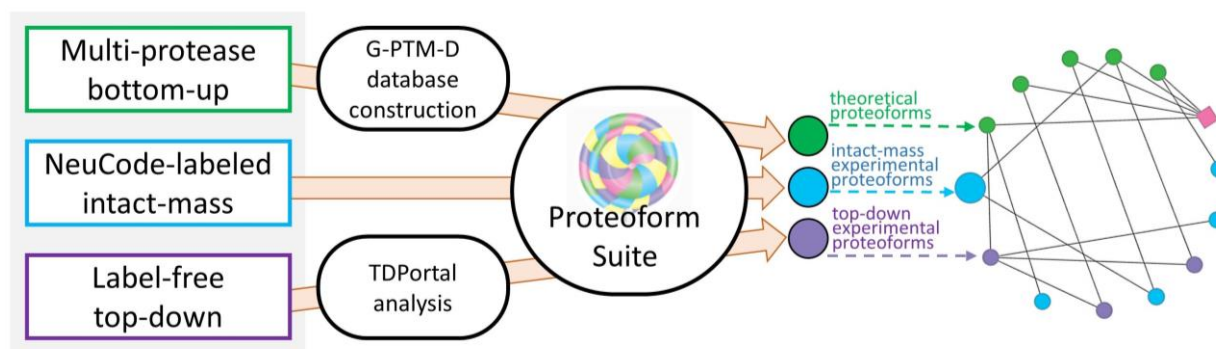 Multi-protease
bottom-up
G-PTM-D
database
construction
NeuCode-labeled
intact-mass
Label-free
top-down
TDPortal
analysis
Proteoform
Suite
theoretical
proteoforms
intact-mass
experimental
proteoforms
top-down
experimental
proteoforms